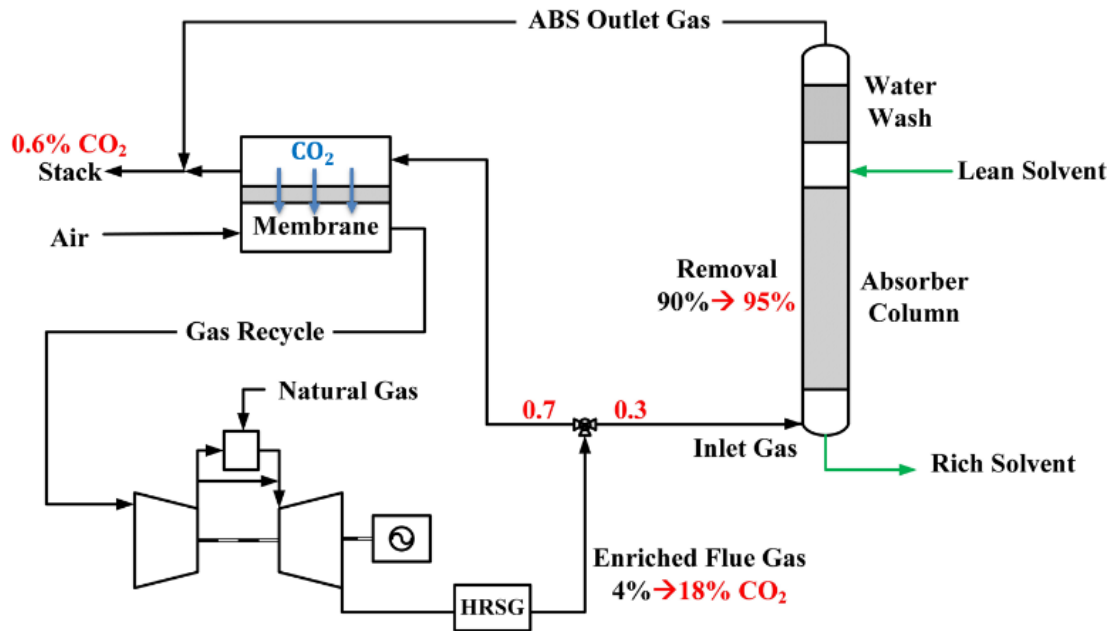 ABS Outlet Gas
Water
Wash
0.6% CO₂
Stack
CO₂
Lean Solvent
Membrane
Air
Removal
90%→ 95%
Absorber
Column
Gas Recycle
Natural Gas
0.7
0.3
Inlet Gas
Rich Solvent
Enriched Flue Gas
4%→18% CO₂
HRSG